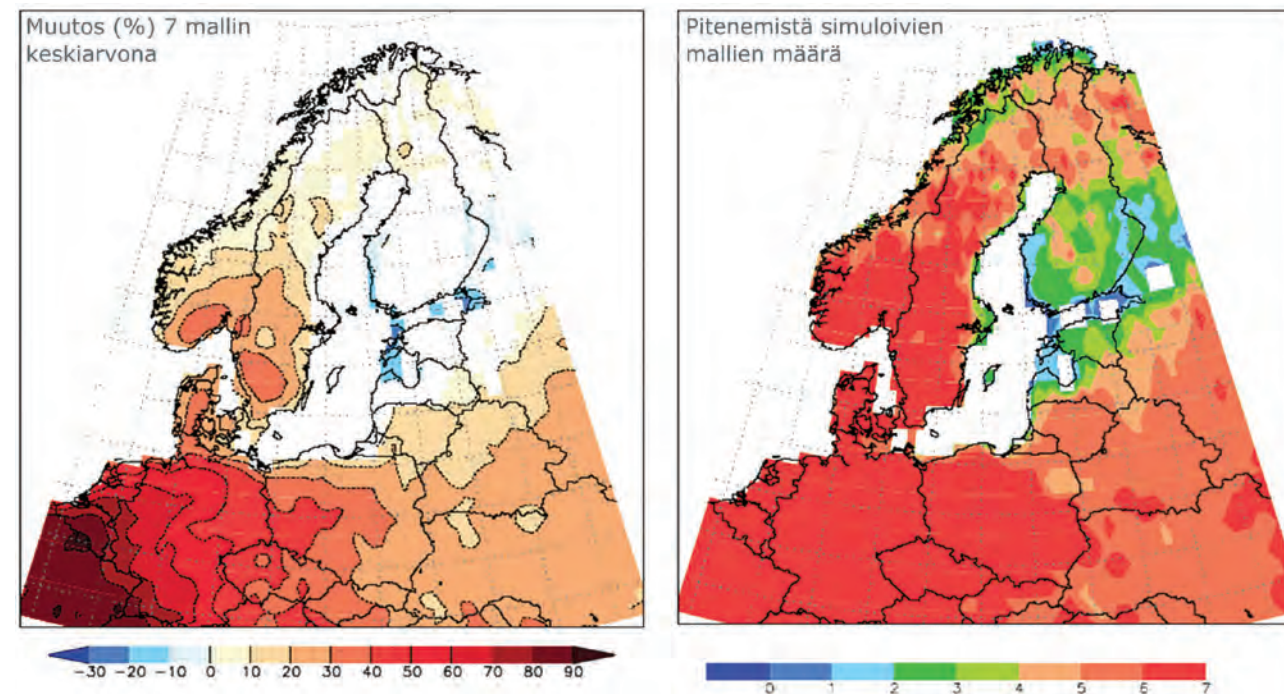 Muutos (%) 7 mallin
keskiarvona
Pitenemistä simuloivien
mallien määrä
-30 -20 -10 0 10 20 30 40 50 60 70 80 90
0 1 2 3 4 5 6 7